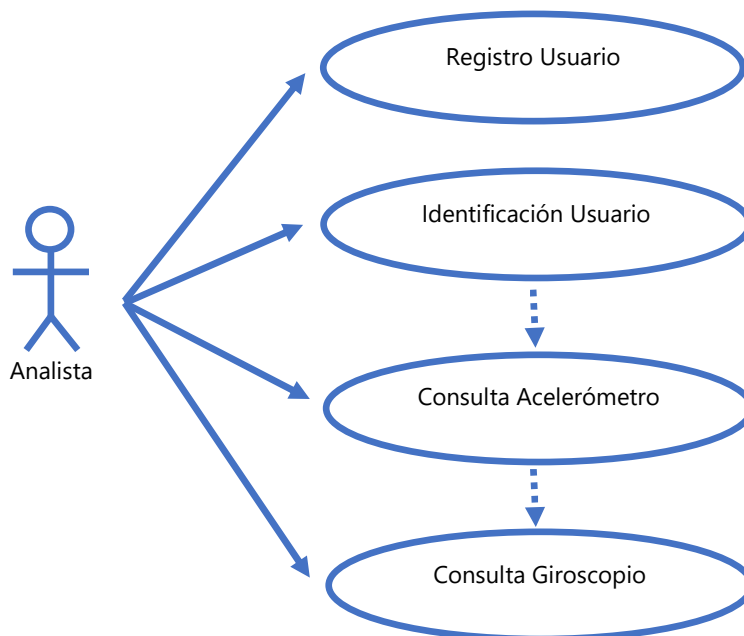 Registro Usuario
Identificación Usuario
Analista
Consulta Acelerómetro
Consulta Giroscopio